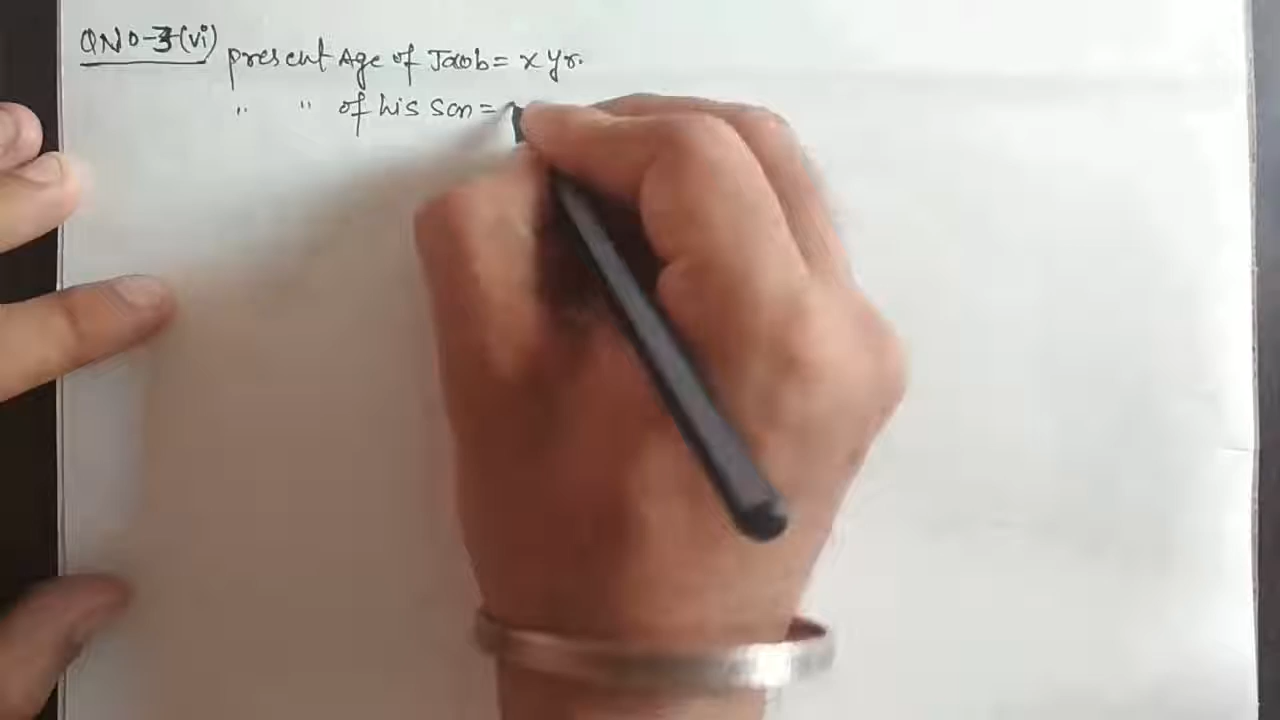 QNO-3(vi) present Age of Jacob = x yr.
" " of his son =